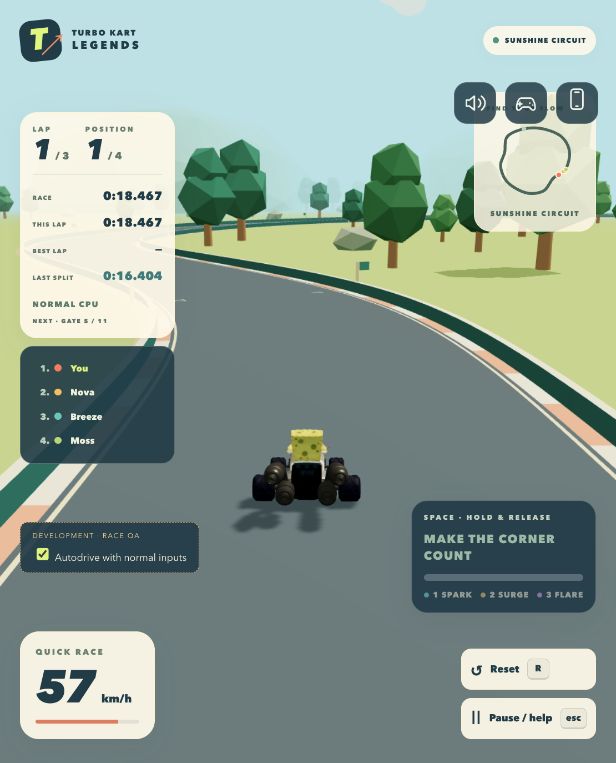 T
TURBO KART
LEGENDS
SUNSHINE CIRCUIT
LAP POSITION
1 / 3 1 / 4
RACE 0:18.467
THIS LAP 0:18.467
BEST LAP –
LAST SPLIT 0:16.404
NORMAL CPU
NEXT · GATE 5 / 11
SUNSHINE CIRCUIT
1. You
2. Nova
3. Breeze
4. Moss
DEVELOPMENT · RACE QA
Autodrive with normal inputs
SPACE · HOLD & RELEASE
MAKE THE CORNER
COUNT
1 SPARK 2 SURGE 3 FLARE
QUICK RACE
57 km/h
Reset R
Pause / help esc